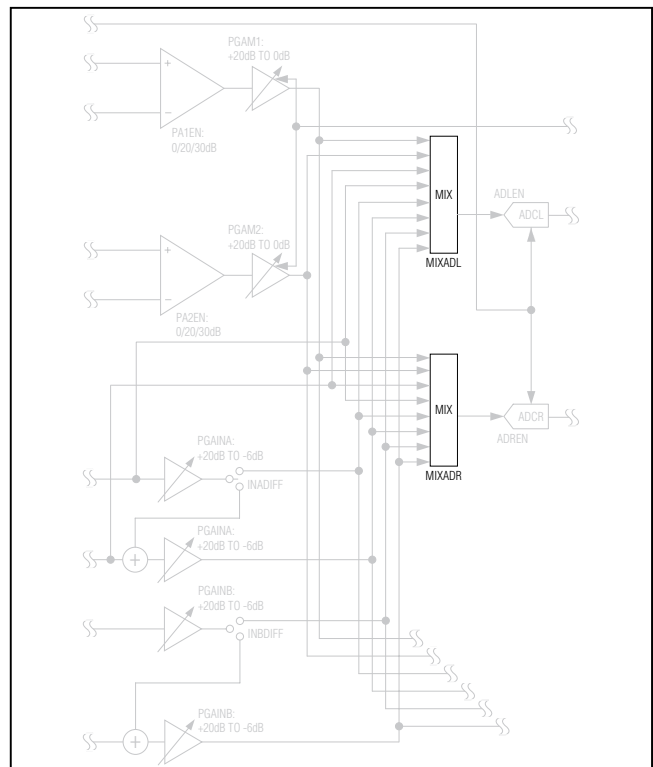 PGAM1:
+20dB TO 0dB
+
−
PA1EN:
0/20/30dB
MIX
MIXADL
ADLEN
ADCL
PGAM2:
+20dB TO 0dB
+
−
PA2EN:
0/20/30dB
MIX
MIXADR
ADCR
ADREN
PGAINA:
+20dB TO -6dB
INADIFF
PGAINA:
+20dB TO -6dB
+
PGAINB:
+20dB TO -6dB
INBDIFF
PGAINB:
+20dB TO -6dB
+